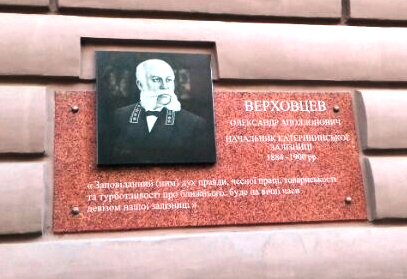 ВЕРХОВЦЕВ
ОЛЕКСАНДР АПОЛЛОНОВИЧ
НАЧАЛЬНИК КАТЕРИНИНСЬКОЇ
ЗАЛІЗНИЦІ
1884 - 1900 рр.
« Заповіданий (ним) дух правди, чесної праці, товариськості
та турботливості про ближнього буде на вічні часи
девізом нашої залізниці.»